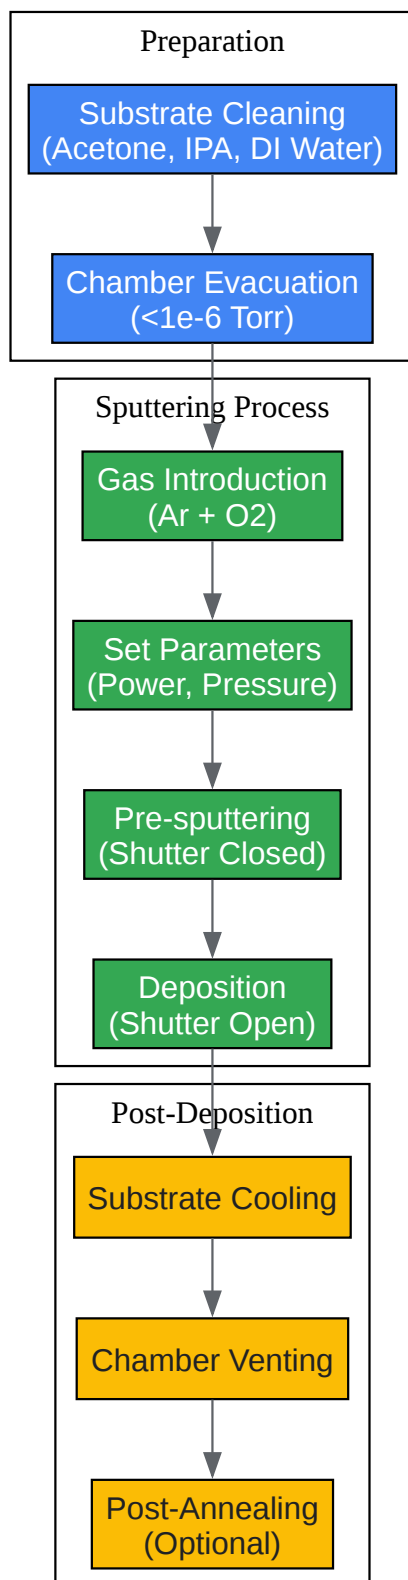 Preparation
Substrate Cleaning
(Acetone, IPA, DI Water)
Chamber Evacuation
(<1e-6 Torr)
Sputtering Process
Gas Introduction
(Ar + O2)
Set Parameters
(Power, Pressure)
Pre-sputtering
(Shutter Closed)
Deposition
(Shutter Open)
Post-Deposition
Substrate Cooling
Chamber Venting
Post-Annealing
(Optional)